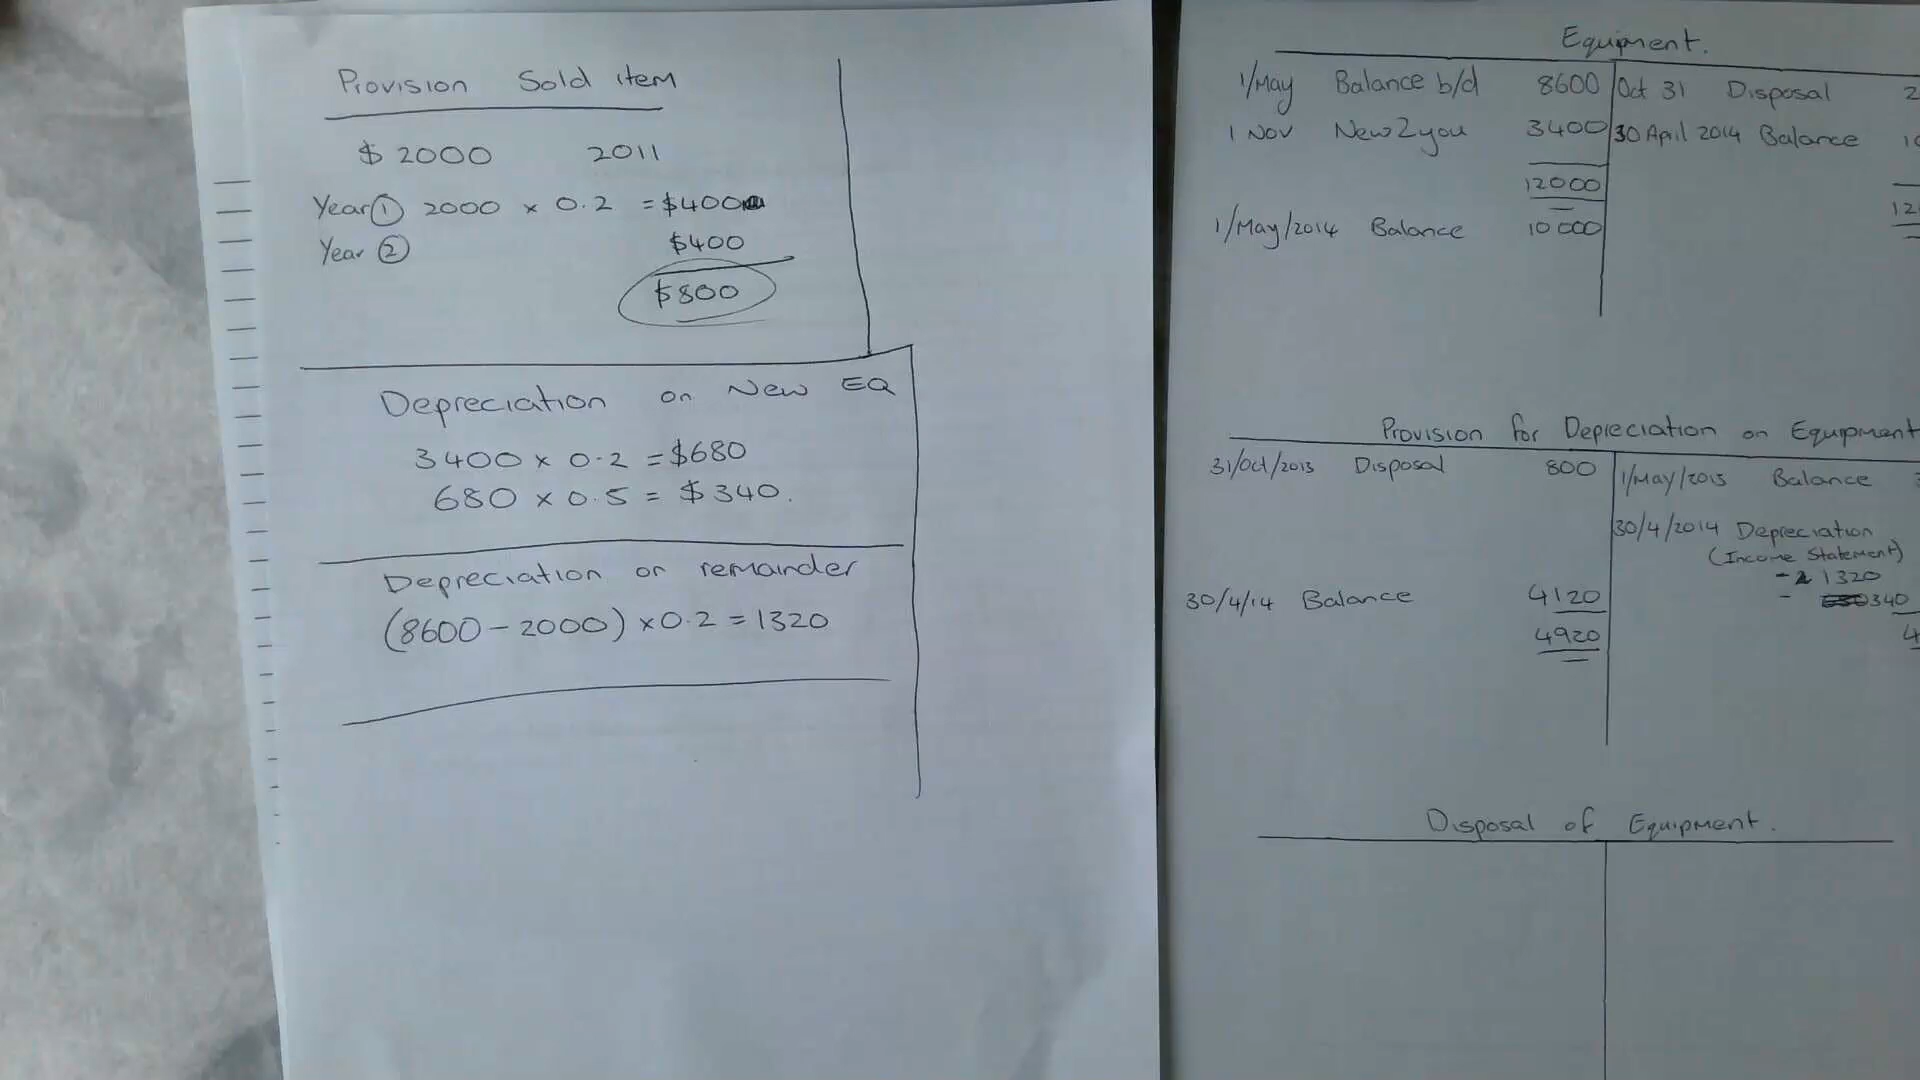 Provision Sold item
$ 2000 2011
Year ① 2000 × 0.2 = $400
Year ② $400
$800
Depreciation on New EQ
3400 × 0.2 = $680
680 × 0.5 = $340.
Depreciation on remainder
(8600 - 2000) × 0.2 = 1320
Equipment.
1/May Balance b/d 8600 Oct 31 Disposal 2
1 Nov New2you 3400 30 April 2014 Balance 10
12000 12
1/May/2014 Balance 10 000
Provision for Depreciation on Equipment
31/Oct/2013 Disposal 800 1/May/2013 Balance
30/4/2014 Depreciation
(Income Statement)
- 1320
30/4/14 Balance 4120 - 340
4920 4
Disposal of Equipment.